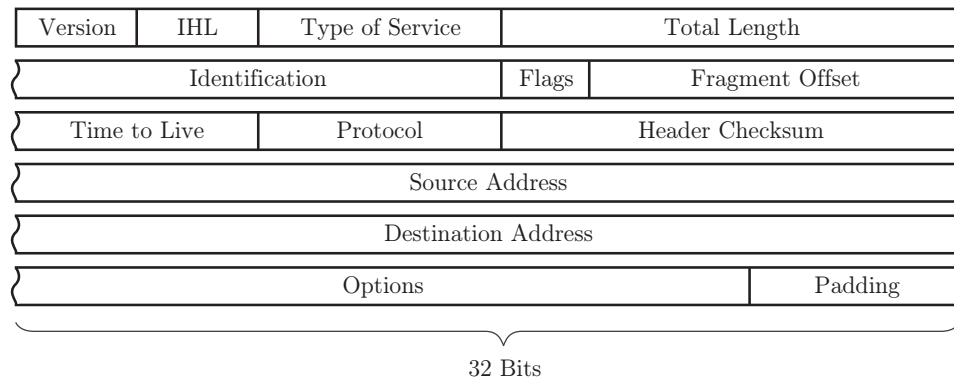 Version IHL Type of Service Total Length
Identification Flags Fragment Offset
Time to Live Protocol Header Checksum
Source Address
Destination Address
Options Padding
32 Bits